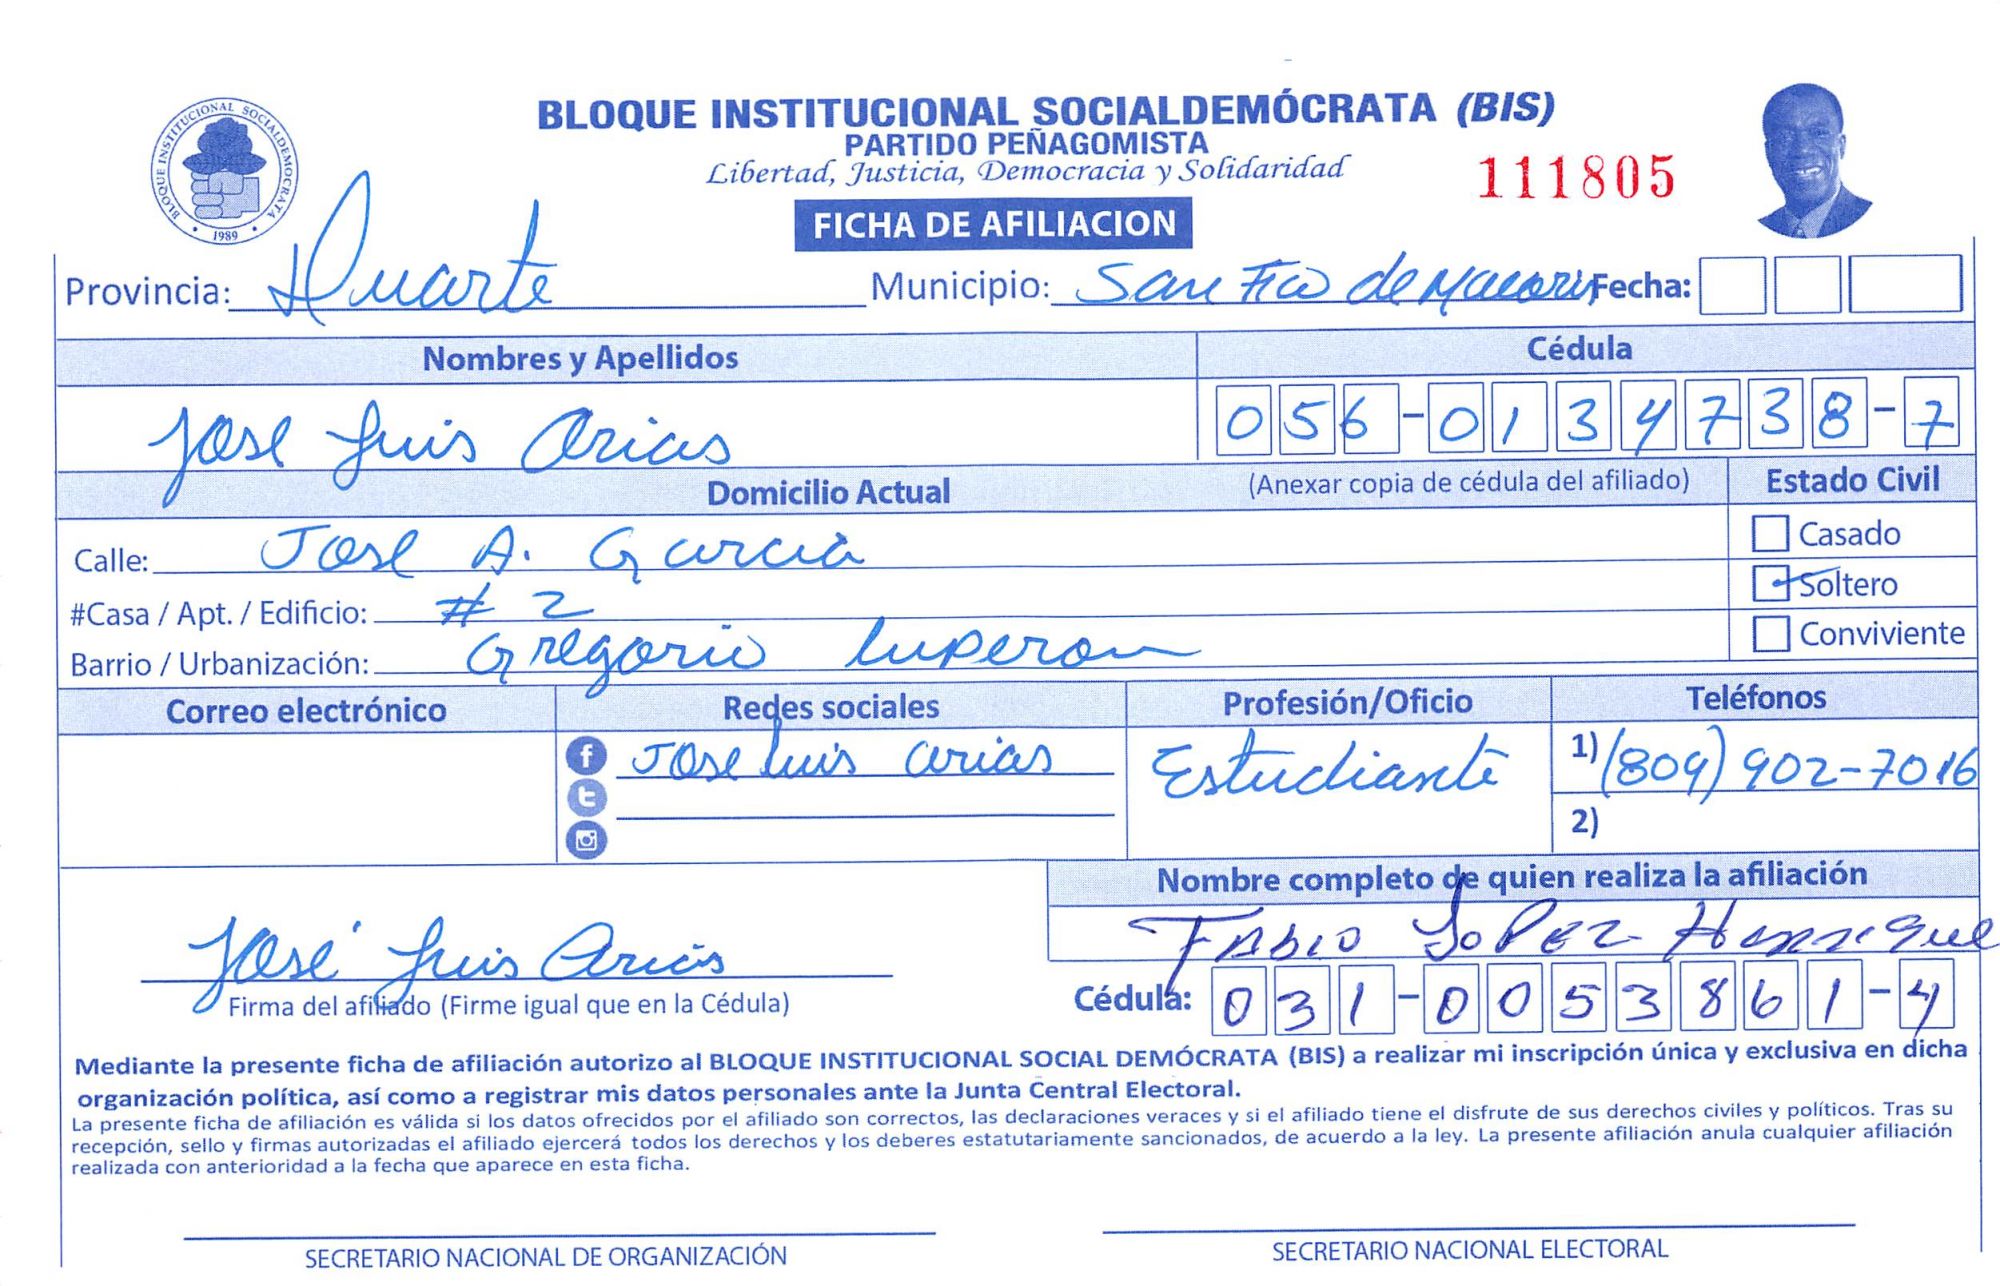 BLOQUE INSTITUCIONAL SOCIALDEMÓCRATA (BIS)
PARTIDO PEÑAGOMISTA
Libertad, Justicia, Democracia y Solidaridad
111805
BLOQUE INSTITUCIONAL SOCIALDEMOCRATA
1989
FICHA DE AFILIACION
Provincia: Duarte Municipio: San Fco de Macoris Fecha:
Nombres y Apellidos Cédula
Jose Luis Arias 056-0134738-7
Domicilio Actual (Anexar copia de cédula del afiliado) Estado Civil
Calle: Jose A. Garcia Casado
#Casa / Apt. / Edificio: # 2 Soltero
Barrio / Urbanización: Gregorio luperon Conviviente
Correo electrónico Redes sociales Profesión/Oficio Teléfonos
f Jose luis arias Estudiante 1) (809) 902-7016
t
2)
Nombre completo de quien realiza la afiliación
José Luis Arias FABIO LOPEZ Henrique
Firma del afiliado (Firme igual que en la Cédula) Cédula: 031-0053861-4
Mediante la presente ficha de afiliación autorizo al BLOQUE INSTITUCIONAL SOCIAL DEMÓCRATA (BIS) a realizar mi inscripción única y exclusiva en dicha
organización política, así como a registrar mis datos personales ante la Junta Central Electoral.
La presente ficha de afiliación es válida si los datos ofrecidos por el afiliado son correctos, las declaraciones veraces y si el afiliado tiene el disfrute de sus derechos civiles y políticos. Tras su
recepción, sello y firmas autorizadas el afiliado ejercerá todos los derechos y los deberes estatutariamente sancionados, de acuerdo a la ley. La presente afiliación anula cualquier afiliación
realizada con anterioridad a la fecha que aparece en esta ficha.
SECRETARIO NACIONAL DE ORGANIZACIÓN SECRETARIO NACIONAL ELECTORAL